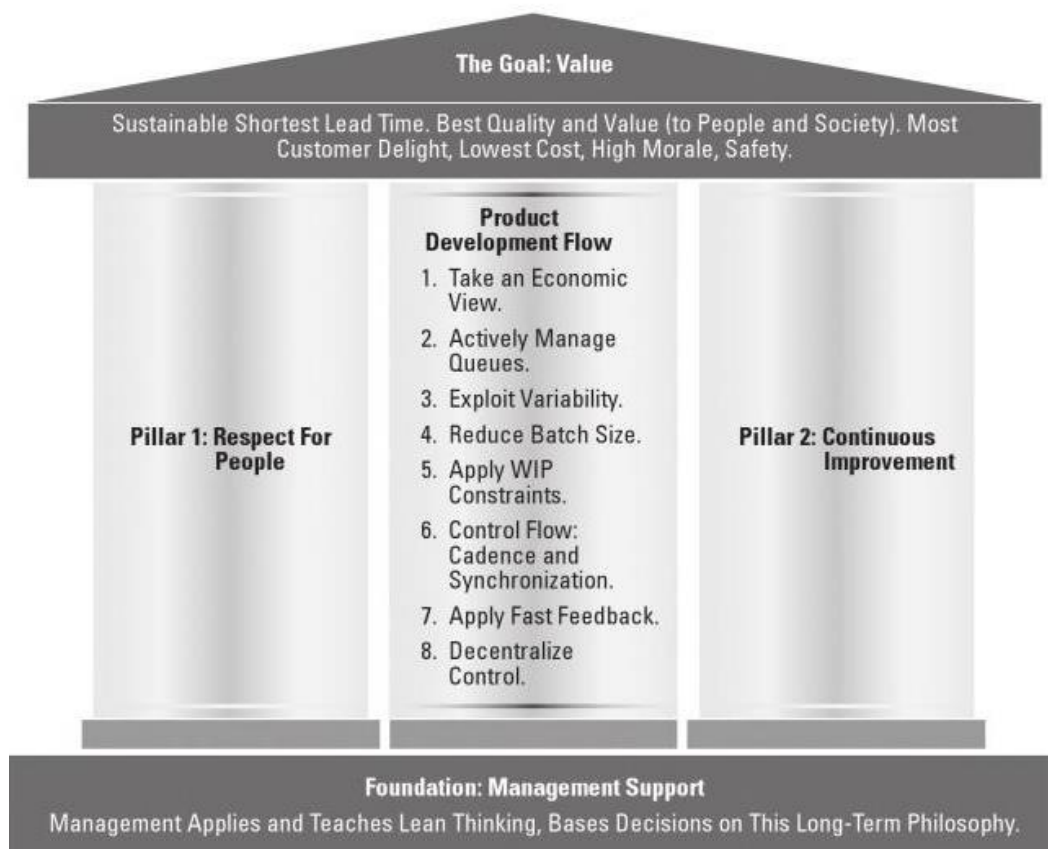 The Goal: Value
Sustainable Shortest Lead Time. Best Quality and Value (to People and Society). Most
Customer Delight, Lowest Cost, High Morale, Safety.
Pillar 1: Respect For
People
Product
Development Flow
1. Take an Economic
View.
2. Actively Manage
Queues.
3. Exploit Variability.
4. Reduce Batch Size.
5. Apply WIP
Constraints.
6. Control Flow:
Cadence and
Synchronization.
7. Apply Fast Feedback.
8. Decentralize
Control.
Pillar 2: Continuous
Improvement
Foundation: Management Support
Management Applies and Teaches Lean Thinking, Bases Decisions on This Long-Term Philosophy.